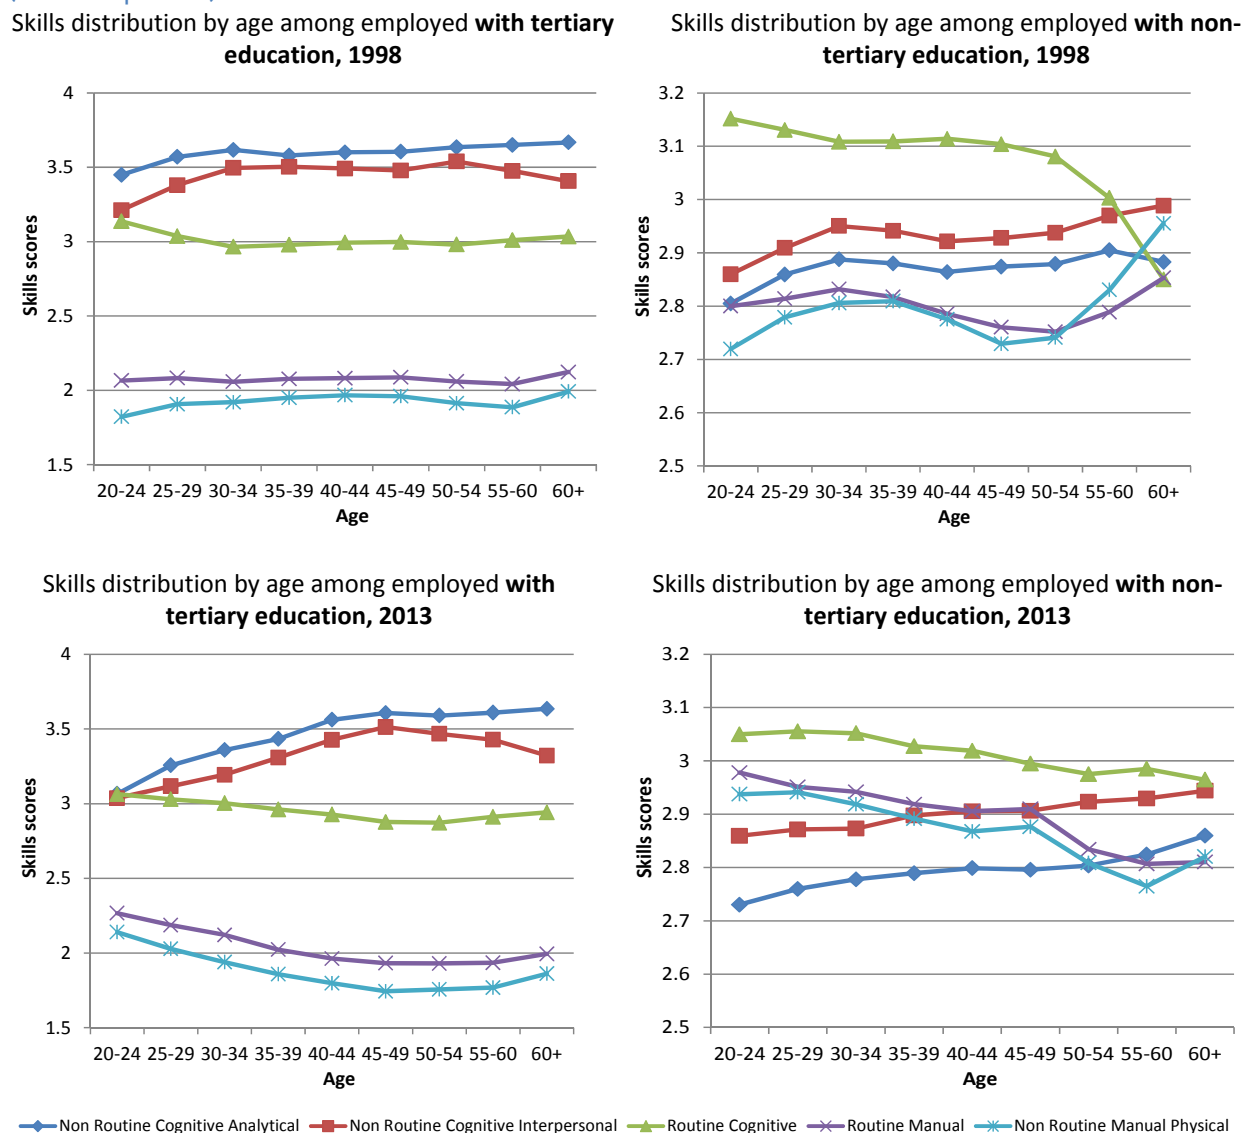 Skills distribution by age among employed with tertiary
education, 1998
4
3.5
3
2.5
2
1.5
Skills scores
20-24 25-29 30-34 35-39 40-44 45-49 50-54 55-60 60+
Age
Skills distribution by age among employed with non-
tertiary education, 1998
3.2
3.1
3
2.9
2.8
2.7
2.6
2.5
Skills scores
20-24 25-29 30-34 35-39 40-44 45-49 50-54 55-60 60+
Age
Skills distribution by age among employed with
tertiary education, 2013
4
3.5
3
2.5
2
1.5
Skills scores
20-24 25-29 30-34 35-39 40-44 45-49 50-54 55-60 60+
Age
Skills distribution by age among employed with non-
tertiary education, 2013
3.2
3.1
3
2.9
2.8
2.7
2.6
2.5
Skills scores
20-24 25-29 30-34 35-39 40-44 45-49 50-54 55-60 60+
Age
Non Routine Cognitive Analytical Non Routine Cognitive Interpersonal Routine Cognitive Routine Manual Non Routine Manual Physical